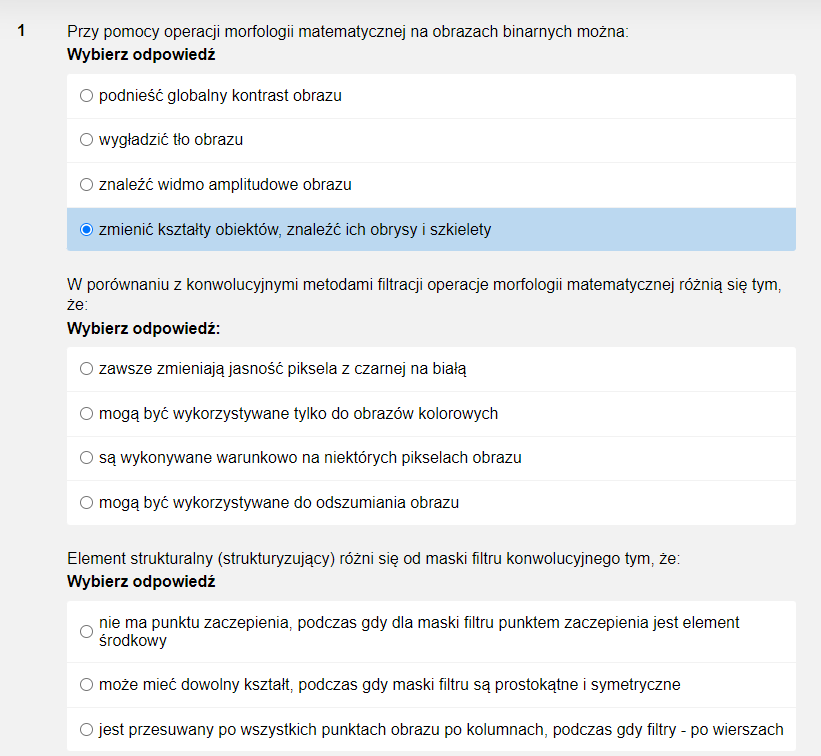 1
Przy pomocy operacji morfologii matematycznej na obrazach binarnych można:
Wybierz odpowiedź
podnieść globalny kontrast obrazu
wygładzić tło obrazu
znaleźć widmo amplitudowe obrazu
zmienić kształty obiektów, znaleźć ich obrysy i szkielety
W porównaniu z konwolucyjnymi metodami filtracji operacje morfologii matematycznej różnią się tym,
że:
Wybierz odpowiedź:
zawsze zmieniają jasność piksela z czarnej na białą
mogą być wykorzystywane tylko do obrazów kolorowych
są wykonywane warunkowo na niektórych pikselach obrazu
mogą być wykorzystywane do odszumiania obrazu
Element strukturalny (strukturyzujący) różni się od maski filtru konwolucyjnego tym, że:
Wybierz odpowiedź
nie ma punktu zaczepienia, podczas gdy dla maski filtru punktem zaczepienia jest element
środkowy
może mieć dowolny kształt, podczas gdy maski filtru są prostokątne i symetryczne
jest przesuwany po wszystkich punktach obrazu po kolumnach, podczas gdy filtry - po wierszach